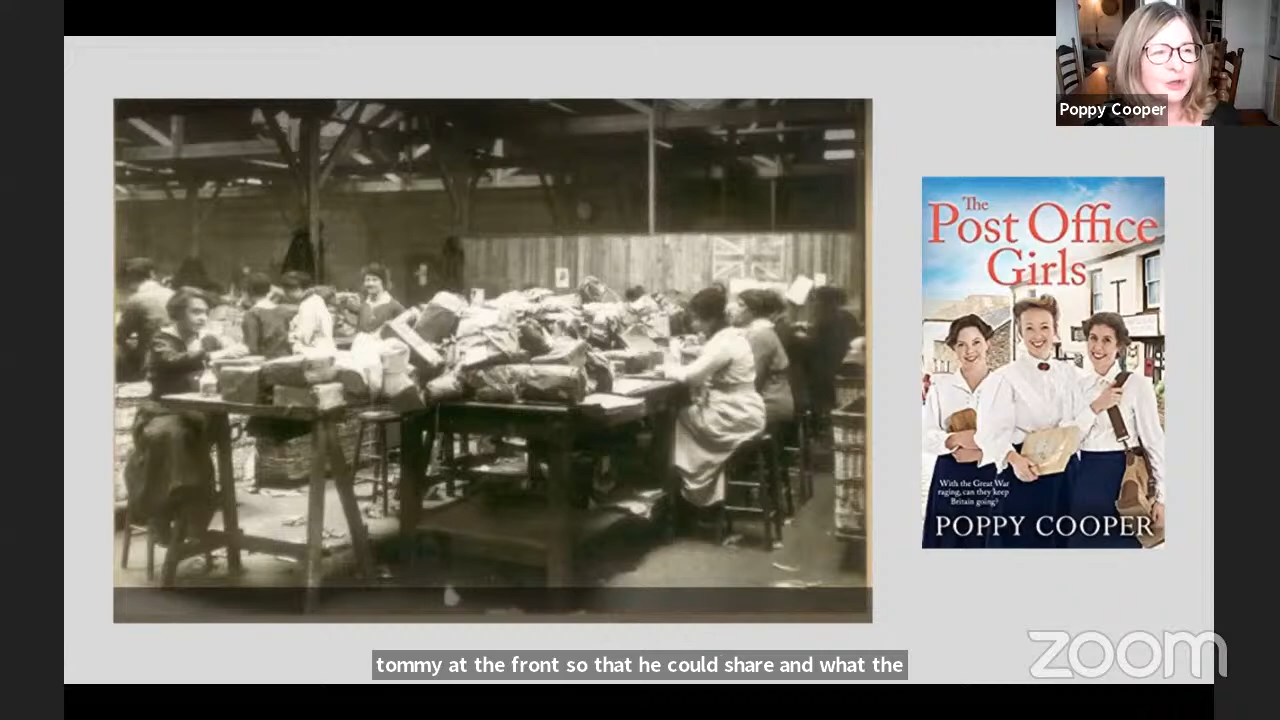 Poppy Cooper
The
Post Office
Girls
With the Great War
raging, can they keep
Britain going?
POPPY COOPER
zoom
tommy at the front so that he could share and what the